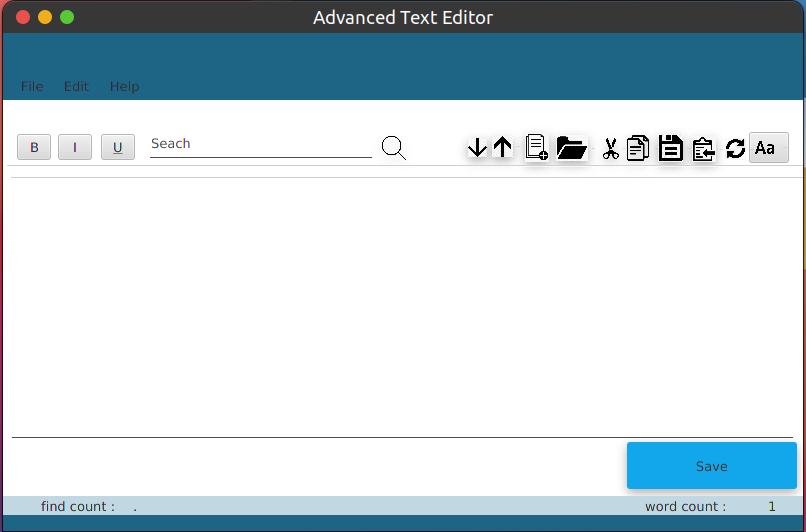 Advanced Text Editor
File Edit Help
B I U Seach Aa
Save
find count : . word count : 1